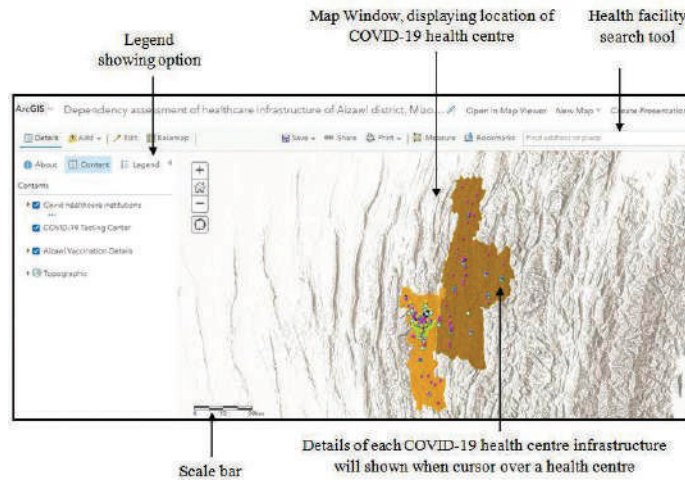 Map Window, displaying location of
COVID-19 health centre
Health facility
search tool
Legend
showing option
ArcGIS
Dependency assessment of healthcare infrastructure of Aizawl district, Mizo...
Open in Map Viewer
New Map
Create Presentation
Details
Add
Edit
Basemap
Save
Share
Print
Measure
Bookmarks
Find address or place
About
Content
Legend
Contents
Covid healthcare institutions
COVID-19 Testing Center
Aizawl Vaccination Details
Topographic
Scale bar
Details of each COVID-19 health centre infrastructure
will shown when cursor over a health centre